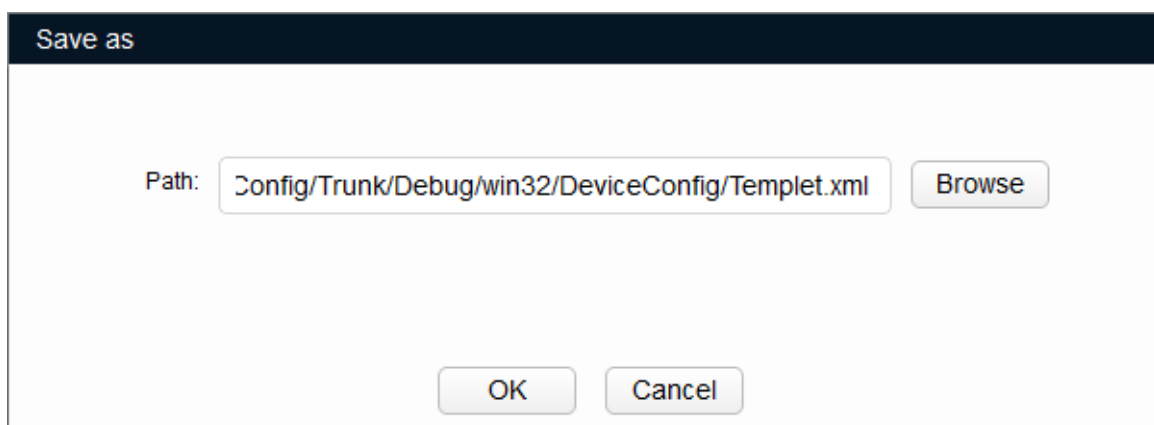 Save as
Path: Config/Trunk/Debug/win32/DeviceConfig/Templet.xml Browse
OK Cancel